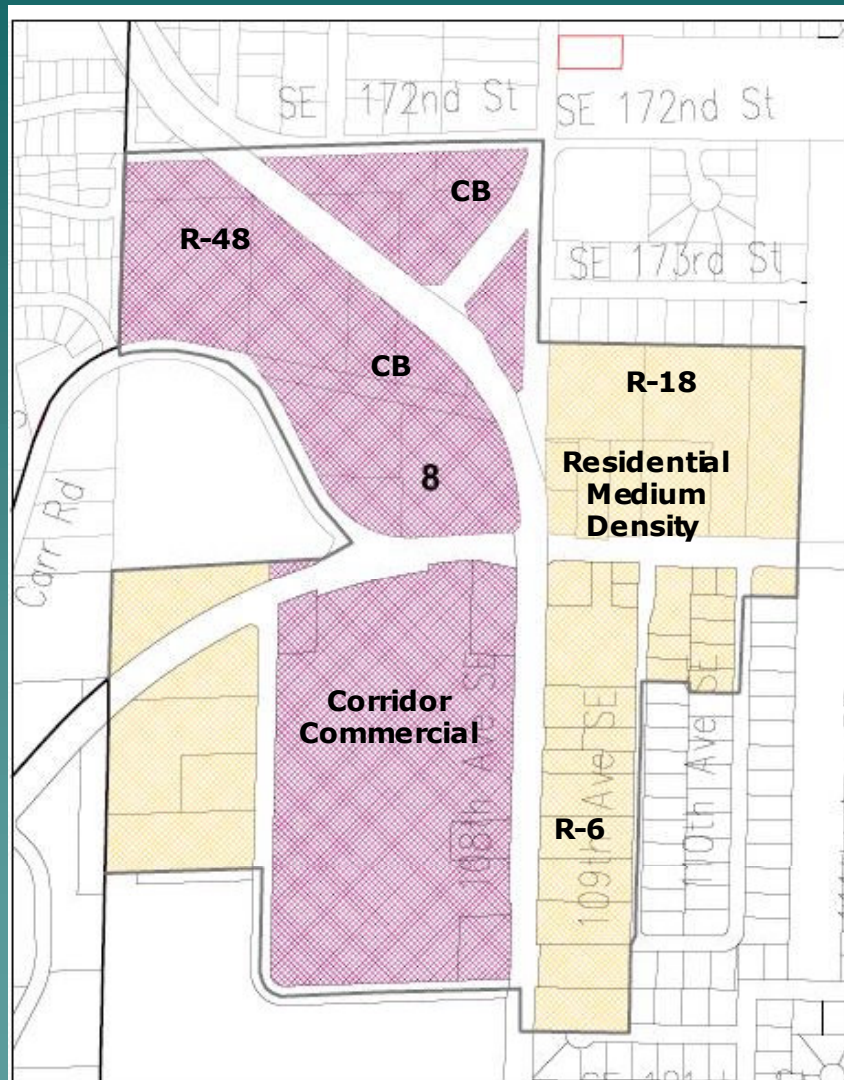 SE 172nd St
SE 172nd St
CB
R-48
SE 173rd St
CB
R-18
Residential
Medium
Density
8
Carr Rd
Corridor
Commercial
108th Ave SE
109th Ave SE
110th Ave SE
R-6